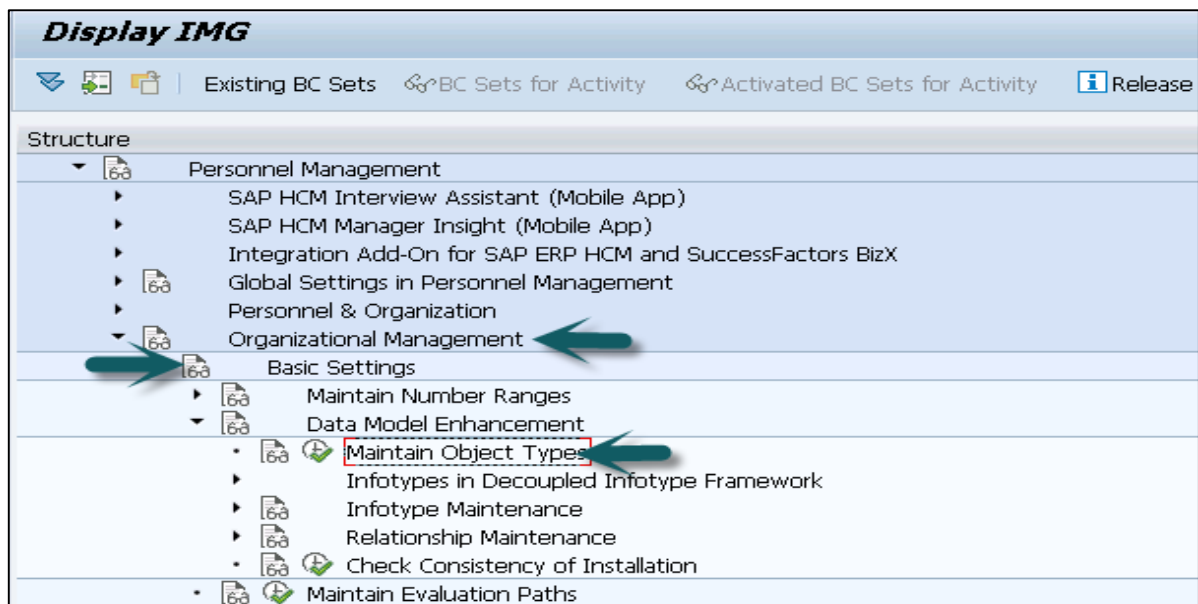 Display IMG
Existing BC Sets BC Sets for Activity Activated BC Sets for Activity Release
Structure
Personnel Management
SAP HCM Interview Assistant (Mobile App)
SAP HCM Manager Insight (Mobile App)
Integration Add-On for SAP ERP HCM and SuccessFactors BizX
Global Settings in Personnel Management
Personnel & Organization
Organizational Management
Basic Settings
Maintain Number Ranges
Data Model Enhancement
Maintain Object Types
Infotypes in Decoupled Infotype Framework
Infotype Maintenance
Relationship Maintenance
Check Consistency of Installation
Maintain Evaluation Paths